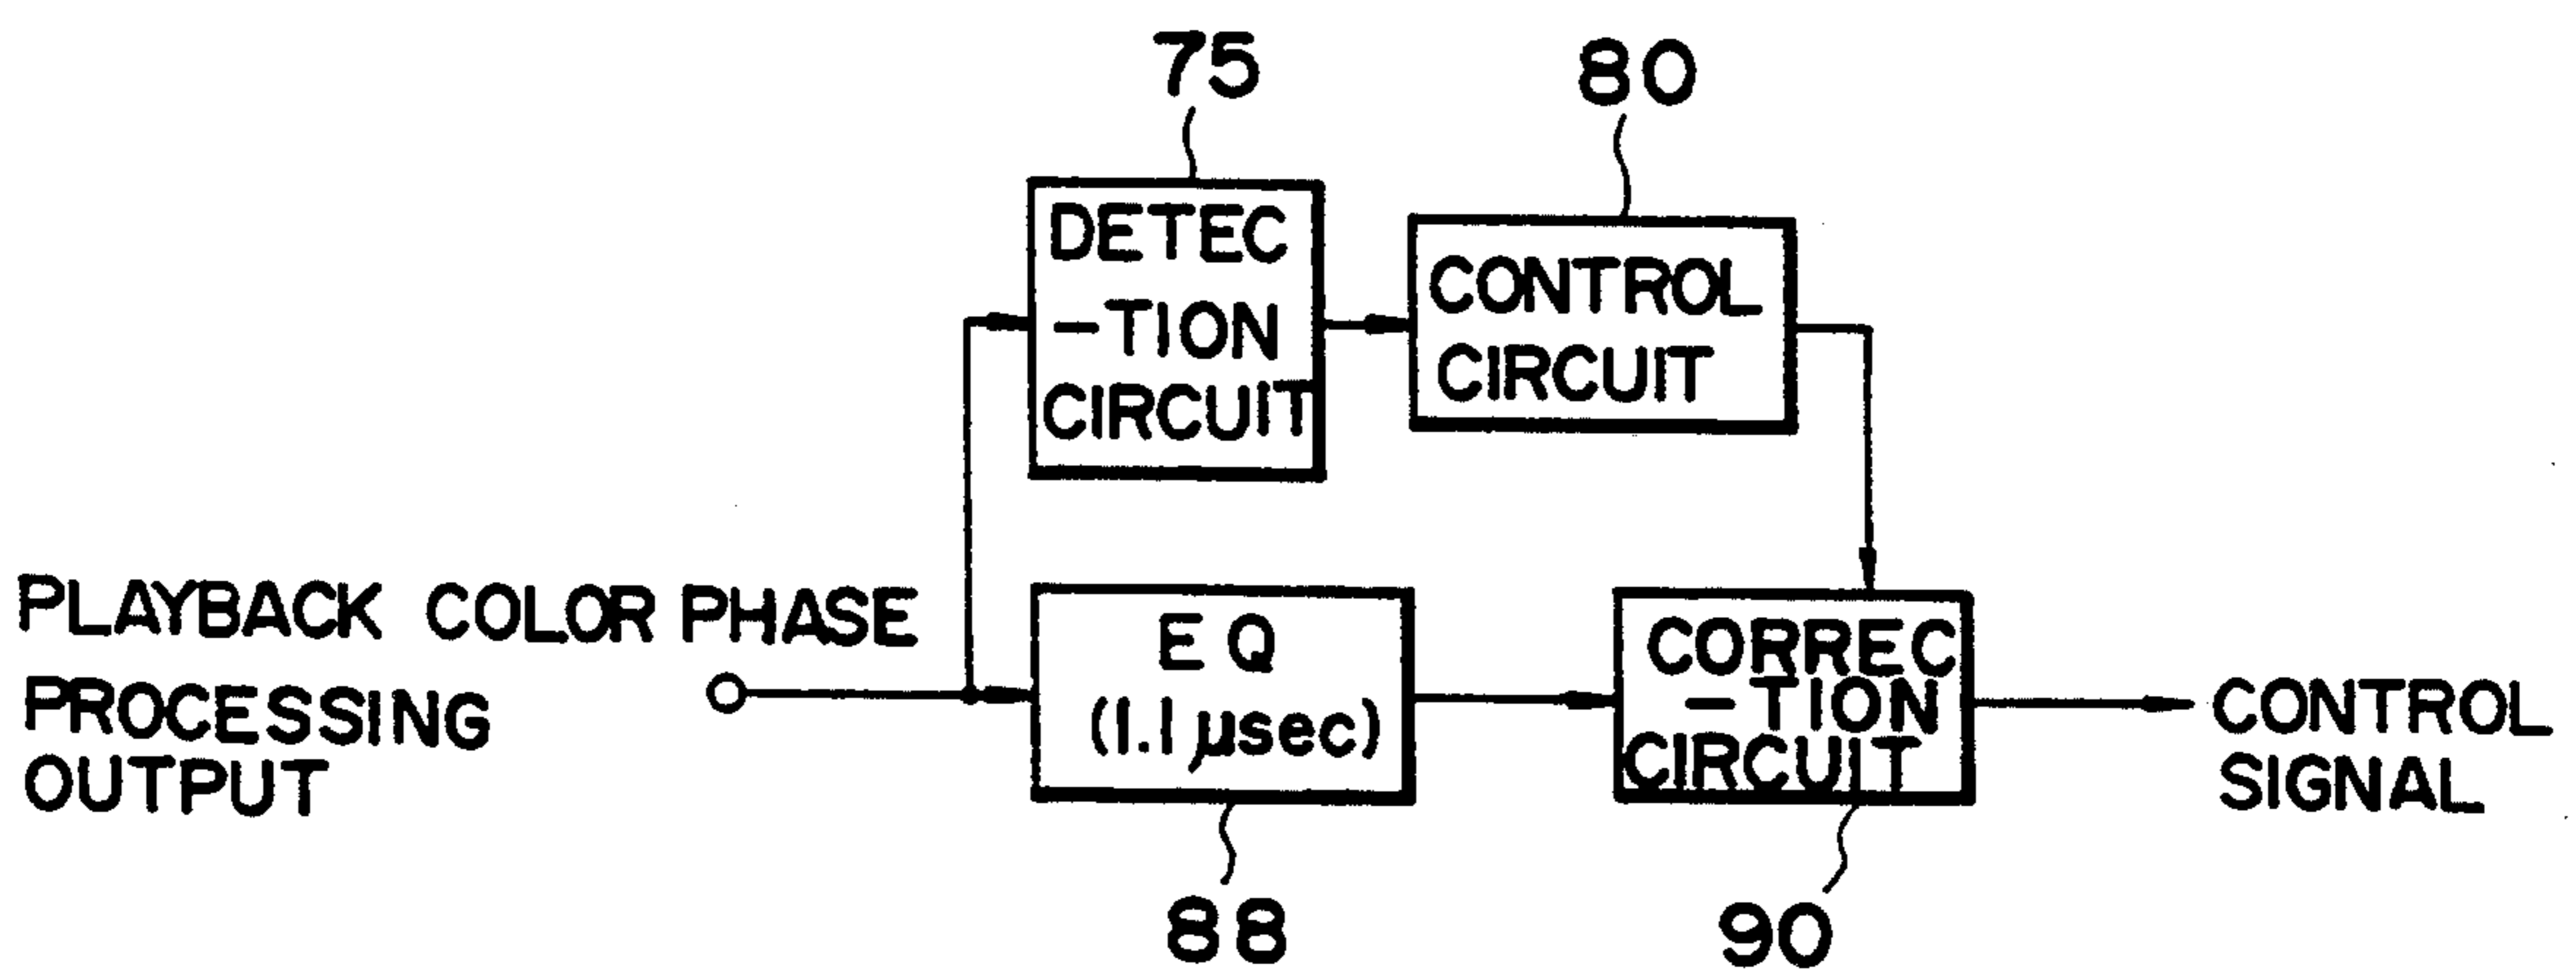 75
80
DETEC
-TION
CIRCUIT
CONTROL
CIRCUIT
PLAYBACK COLOR PHASE
PROCESSING
OUTPUT
EQ
(1.1 μsec)
CORREC
-TION
CIRCUIT
CONTROL
SIGNAL
88
90